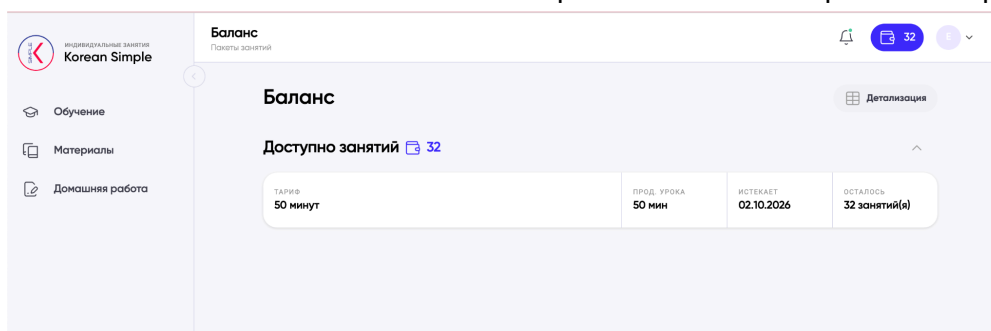 SIMPLE
ИНДИВИДУАЛЬНЫЕ ЗАНЯТИЯ
Korean Simple
Баланс
Пакеты занятий
32
E
Обучение
Материалы
Домашняя работа
Баланс
Детализация
Доступно занятий 32
ТАРИФ
50 минут
ПРОД. УРОКА
50 мин
ИСТЕКАЕТ
02.10.2026
ОСТАЛОСЬ
32 занятий(я)